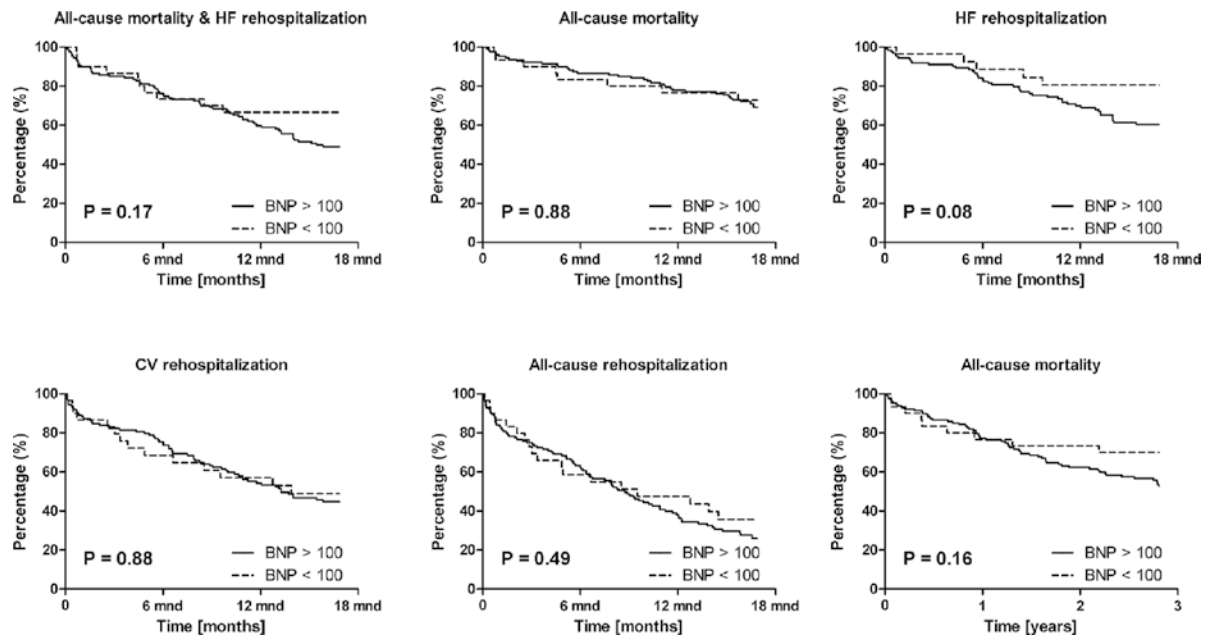 All-cause mortality & HF rehospitalization
Percentage (%)
100
80
60
40
20
0
P = 0.17
BNP > 100
BNP < 100
0
6 mnd
12 mnd
18 mnd
Time [months]
All-cause mortality
Percentage (%)
100
80
60
40
20
0
P = 0.88
BNP > 100
BNP < 100
0
6 mnd
12 mnd
18 mnd
Time [months]
HF rehospitalization
Percentage (%)
100
80
60
40
20
0
P = 0.08
BNP > 100
BNP < 100
0
6 mnd
12 mnd
18 mnd
Time [months]
CV rehospitalization
Percentage (%)
100
80
60
40
20
0
P = 0.88
BNP > 100
BNP < 100
0
6 mnd
12 mnd
18 mnd
Time [months]
All-cause rehospitalization
Percentage (%)
100
80
60
40
20
0
P = 0.49
BNP > 100
BNP < 100
0
6 mnd
12 mnd
18 mnd
Time [months]
All-cause mortality
Percentage (%)
100
80
60
40
20
0
P = 0.16
BNP > 100
BNP < 100
0
1
2
3
Time [years]